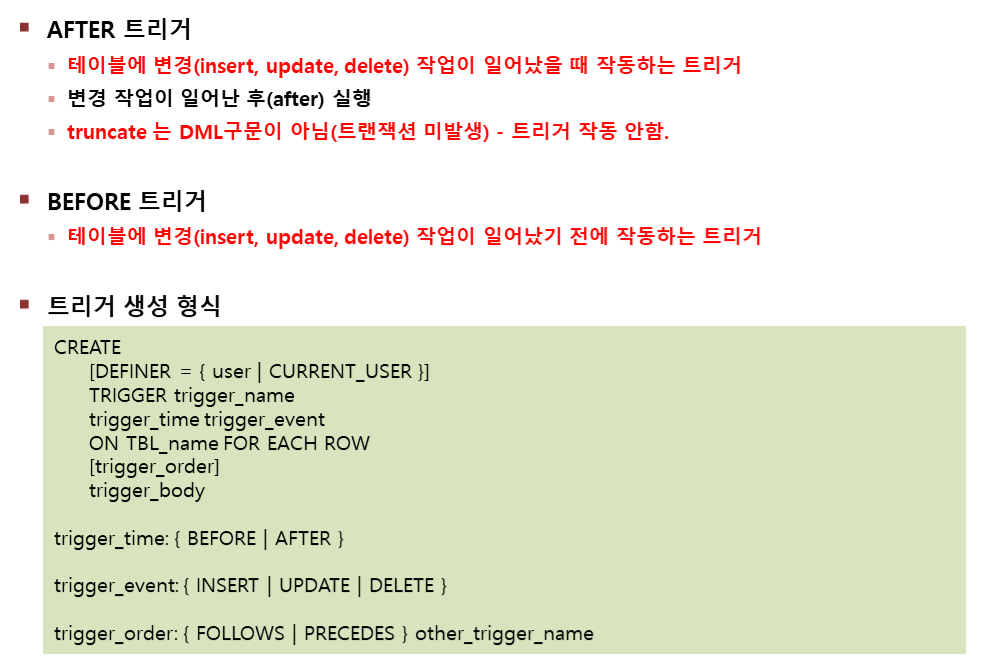 AFTER 트리거
테이블에 변경(insert, update, delete) 작업이 일어났을 때 작동하는 트리거
변경 작업이 일어난 후(after) 실행
truncate 는 DML구문이 아님(트랜잭션 미발생) - 트리거 작동 안함.
BEFORE 트리거
테이블에 변경(insert, update, delete) 작업이 일어났기 전에 작동하는 트리거
트리거 생성 형식
CREATE
[DEFINER = { user | CURRENT_USER }]
TRIGGER trigger_name
trigger_time trigger_event
ON TBL_name FOR EACH ROW
[trigger_order]
trigger_body
trigger_time: { BEFORE | AFTER }
trigger_event: { INSERT | UPDATE | DELETE }
trigger_order: { FOLLOWS | PRECEDES } other_trigger_name